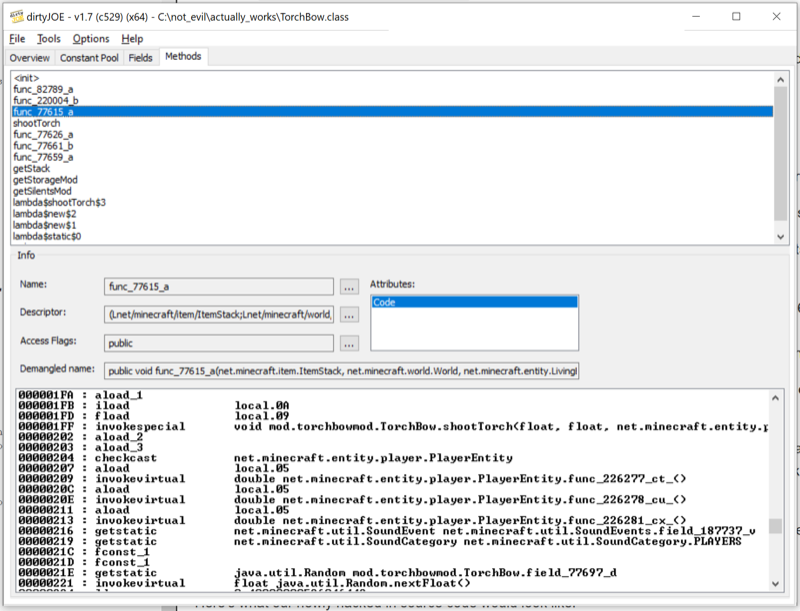 dirtyJOE - v1.7 (c529) (x64) - C:\not_evil\actually_works\TorchBow.class
File Tools Options Help
Overview Constant Pool Fields Methods
<init>
func_82789_a
func_220004_b
func_77615_a
shootTorch
func_77626_a
func_77661_b
func_77659_a
getStack
getStorageMod
getSilentsMod
lambda$shootTorch$3
lambda$new$2
lambda$new$1
lambda$static$0
Info
Name: func_77615_a ... Attributes:
Code
Descriptor: (Lnet/minecraft/item/ItemStack;Lnet/minecraft/world, ...
Access Flags: public ...
Demangled name: public void func_77615_a(net.minecraft.item.ItemStack, net.minecraft.world.World, net.minecraft.entity.LivingI
000001FA : aload_1
000001FB : iload local.0A
000001FD : fload local.09
000001FF : invokespecial void mod.torchbowmod.TorchBow.shootTorch(float, float, net.minecraft.entity.p
00000202 : aload_2
00000203 : aload_3
00000204 : checkcast net.minecraft.entity.player.PlayerEntity
00000207 : aload local.05
00000209 : invokevirtual double net.minecraft.entity.player.PlayerEntity.func_226277_ct_()
0000020C : aload local.05
0000020E : invokevirtual double net.minecraft.entity.player.PlayerEntity.func_226278_cu_()
00000211 : aload local.05
00000213 : invokevirtual double net.minecraft.entity.player.PlayerEntity.func_226281_cx_()
00000216 : getstatic net.minecraft.util.SoundEvent net.minecraft.util.SoundEvents.field_187737_v
00000219 : getstatic net.minecraft.util.SoundCategory net.minecraft.util.SoundCategory.PLAYERS
0000021C : fconst_1
0000021D : fconst_1
0000021E : getstatic java.util.Random mod.torchbowmod.TorchBow.field_77697_d
00000221 : invokevirtual float java.util.Random.nextFloat()